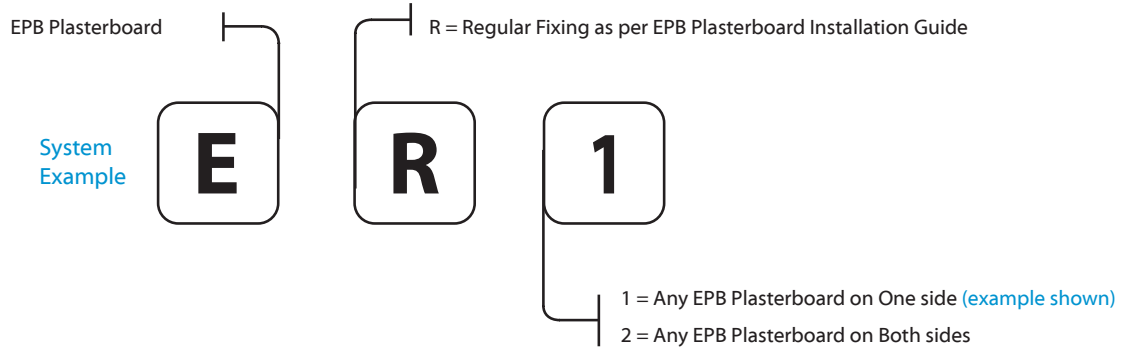 EPB Plasterboard
R = Regular Fixing as per EPB Plasterboard Installation Guide
System
Example
E R 1
1 = Any EPB Plasterboard on One side (example shown)
2 = Any EPB Plasterboard on Both sides